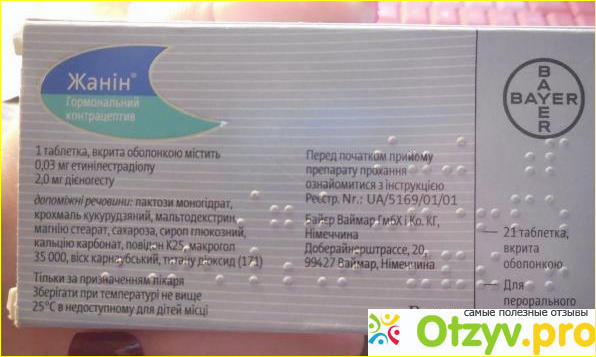 Жанін®
Гормональний
контрацептив
1 таблетка, вкрита оболонкою містить
0,03 мг етинілестрадіолу
2,0 мг дієногесту
допоміжні речовини: лактози моногідрат,
крохмаль кукурудзяний, мальтодекстрин,
магнію стеарат, сахароза, сироп глюкозний,
кальцію карбонат, повідон К25, макрогол
35 000, віск карнаубський, титану діоксид (171)
Тільки за призначенням лікаря
Зберігати при температурі не вище
25°C в недоступному для дітей місці
Перед початком прийому
препарату прохання
ознайомитися з інструкцією
Реєстр. Nr.: UA/5169/01/01
Байєр Ваймар ГмбХ і Ко. КГ,
Німеччина
Доберайнерштрассе, 20,
99427 Ваймар, Німеччина
BAYER
BAYER
21 таблетка,
вкрита
оболонкою
Для
перорального
самые полезные отзывы
Otzyv.pro